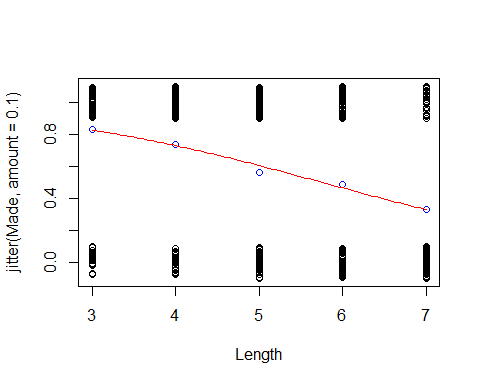 jitter(Made, amount = 0.1)
0.8
0.4
0.0
3 4 5 6 7
Length